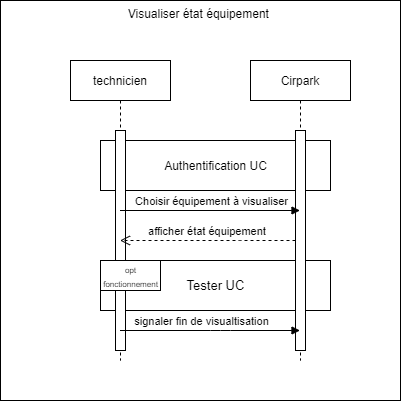 Visualiser état équipement
technicien
Cirpark
Authentification UC
Choisir équipement à visualiser
afficher état équipement
opt
fonctionnement
Tester UC
signaler fin de visualtisation